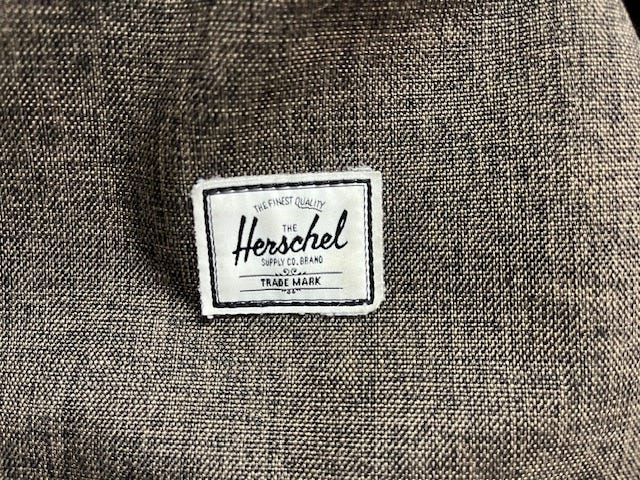 THE FINEST QUALITY
THE
Herschel
SUPPLY CO. BRAND
TRADE MARK